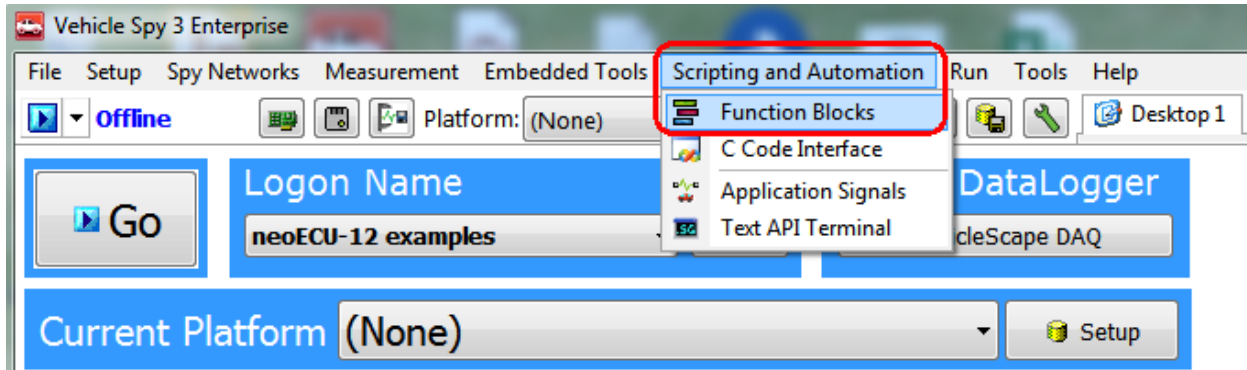 Vehicle Spy 3 Enterprise
File Setup Spy Networks Measurement Embedded Tools Scripting and Automation Run Tools Help
Offline Platform: (None) Desktop 1
Function Blocks
C Code Interface
Application Signals
Text API Terminal
Go
Logon Name
neoECU-12 examples
DataLogger
cleScape DAQ
Current Platform (None) Setup